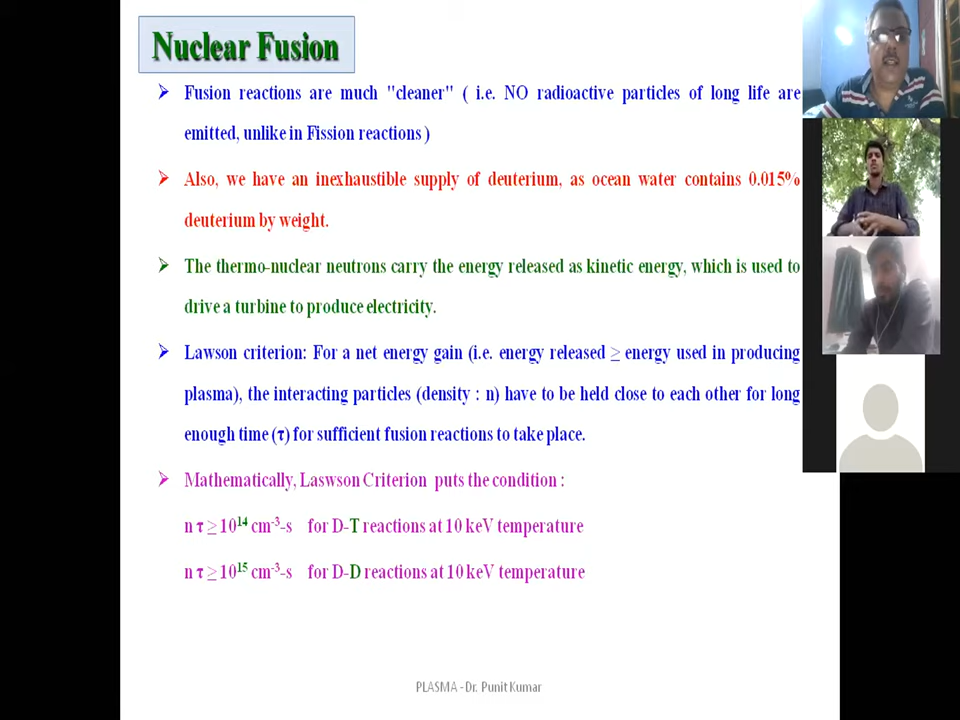 Nuclear Fusion
➢ Fusion reactions are much "cleaner" ( i.e. NO radioactive particles of long life are
emitted, unlike in Fission reactions )
➢ Also, we have an inexhaustible supply of deuterium, as ocean water contains 0.015%
deuterium by weight.
➢ The thermo-nuclear neutrons carry the energy released as kinetic energy, which is used to
drive a turbine to produce electricity.
➢ Lawson criterion: For a net energy gain (i.e. energy released ≥ energy used in producing
plasma), the interacting particles (density : n) have to be held close to each other for long
enough time (τ) for sufficient fusion reactions to take place.
➢ Mathematically, Laswson Criterion puts the condition :
n τ ≥ 10¹⁴ cm⁻³-s for D-T reactions at 10 keV temperature
n τ ≥ 10¹⁵ cm⁻³-s for D-D reactions at 10 keV temperature
PLASMA - Dr. Punit Kumar